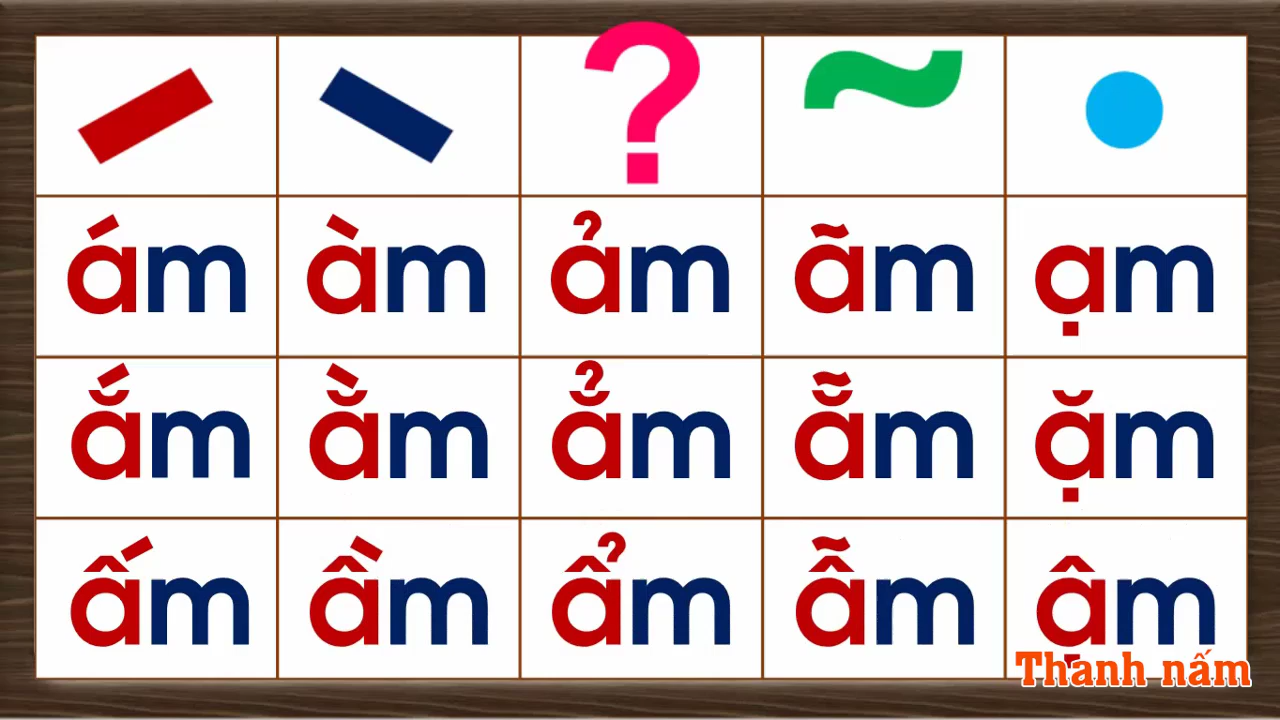 ˊ ˋ ? ~ •
ám àm ảm ãm ạm
ắm ằm ẳm ẵm ặm
ấm ầm ẩm ẫm ậm
Thanh nấm